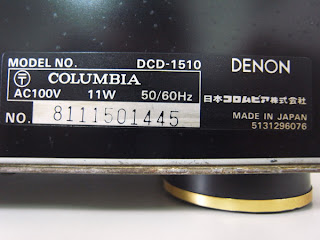 MODEL NO. DCD-1510 DENON
〒 COLUMBIA
AC100V 11W 50/60Hz 日本コロムビア株式会社
NO. 8111501445 MADE IN JAPAN
5131296076